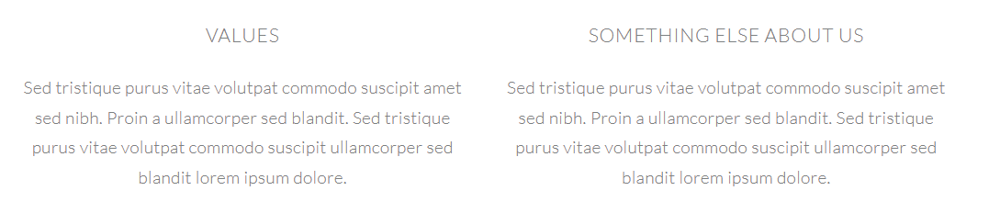 VALUES
Sed tristique purus vitae volutpat commodo suscipit amet
sed nibh. Proin a ullamcorper sed blandit. Sed tristique
purus vitae volutpat commodo suscipit ullamcorper sed
blandit lorem ipsum dolore.
SOMETHING ELSE ABOUT US
Sed tristique purus vitae volutpat commodo suscipit amet
sed nibh. Proin a ullamcorper sed blandit. Sed tristique
purus vitae volutpat commodo suscipit ullamcorper sed
blandit lorem ipsum dolore.